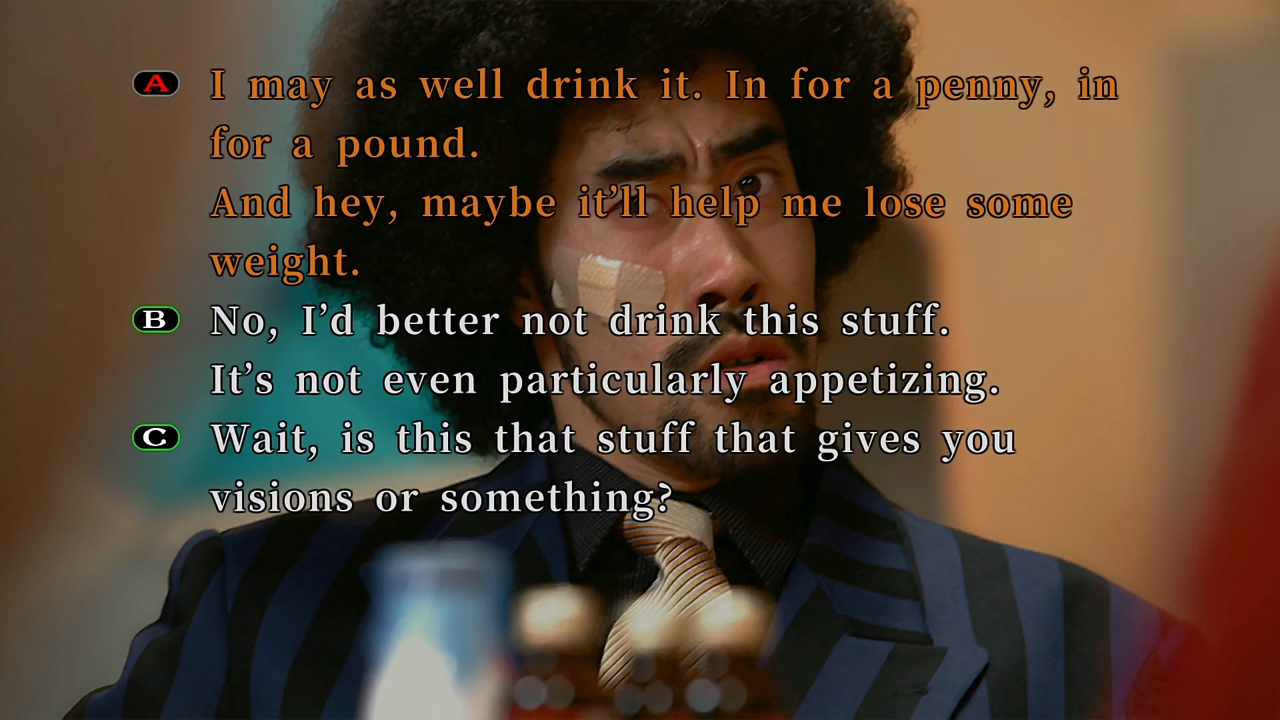 A I may as well drink it. In for a penny, in
for a pound.
And hey, maybe it’ll help me lose some
weight.
B No, I’d better not drink this stuff.
It’s not even particularly appetizing.
C Wait, is this that stuff that gives you
visions or something?